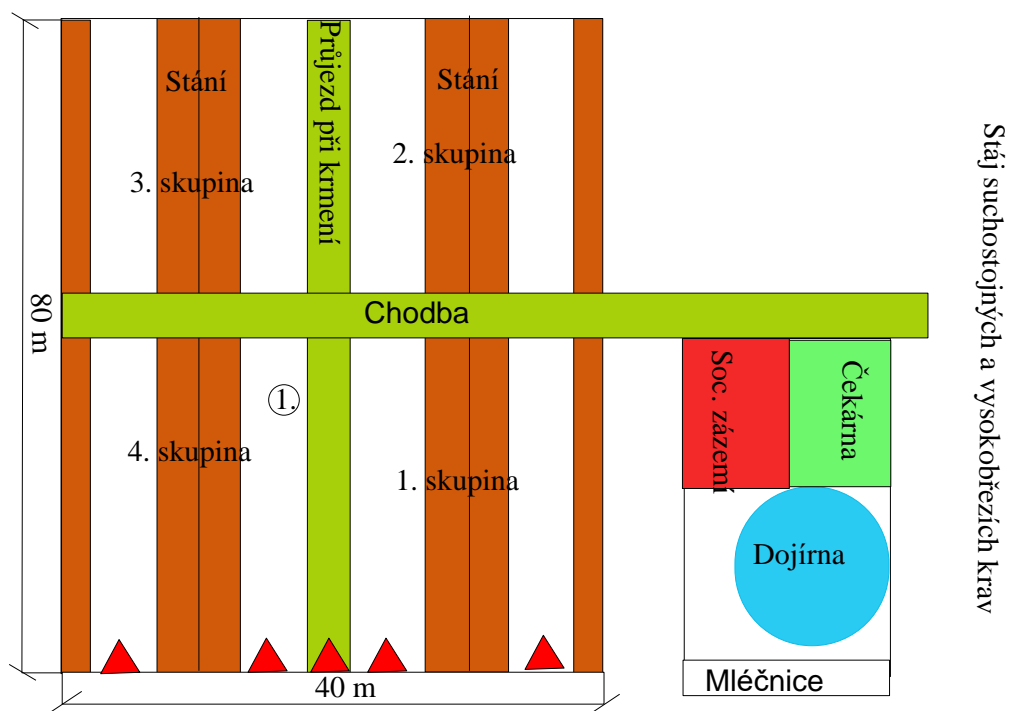 Stání
Průjezd při krmení
Stání
3. skupina
2. skupina
Chodba
80 m
1.
4. skupina
1. skupina
Soc. zázemí
Čekárna
Dojírna
Mléčnice
40 m
Stáj suchostojných a vysokobřezích krav